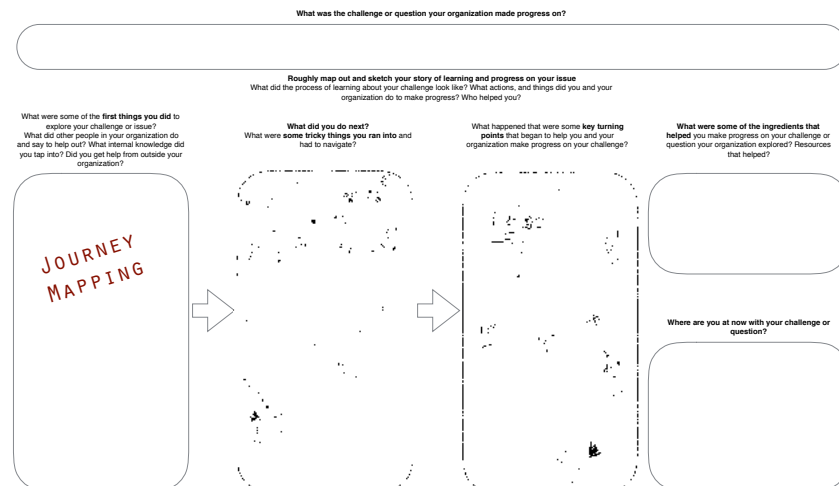 What was the challenge or question your organization made progress on?
Roughly map out and sketch your story of learning and progress on your issue
What did the process of learning about your challenge look like? What actions, and things did you and your
organization do to make progress? Who helped you?
What were some of the first things you did to
explore your challenge or issue?
What did other people in your organization do
and say to help out? What internal knowledge did
you tap into? Did you get help from outside your
organization?
What did you do next?
What were some tricky things you ran into and
had to navigate?
What happened that were some key turning
points that began to help you and your
organization make progress on your challenge?
What were some of the ingredients that
helped you make progress on your challenge or
question your organization explored? Resources
that helped?
JOURNEY
MAPPING
Where are you at now with your challenge or
question?